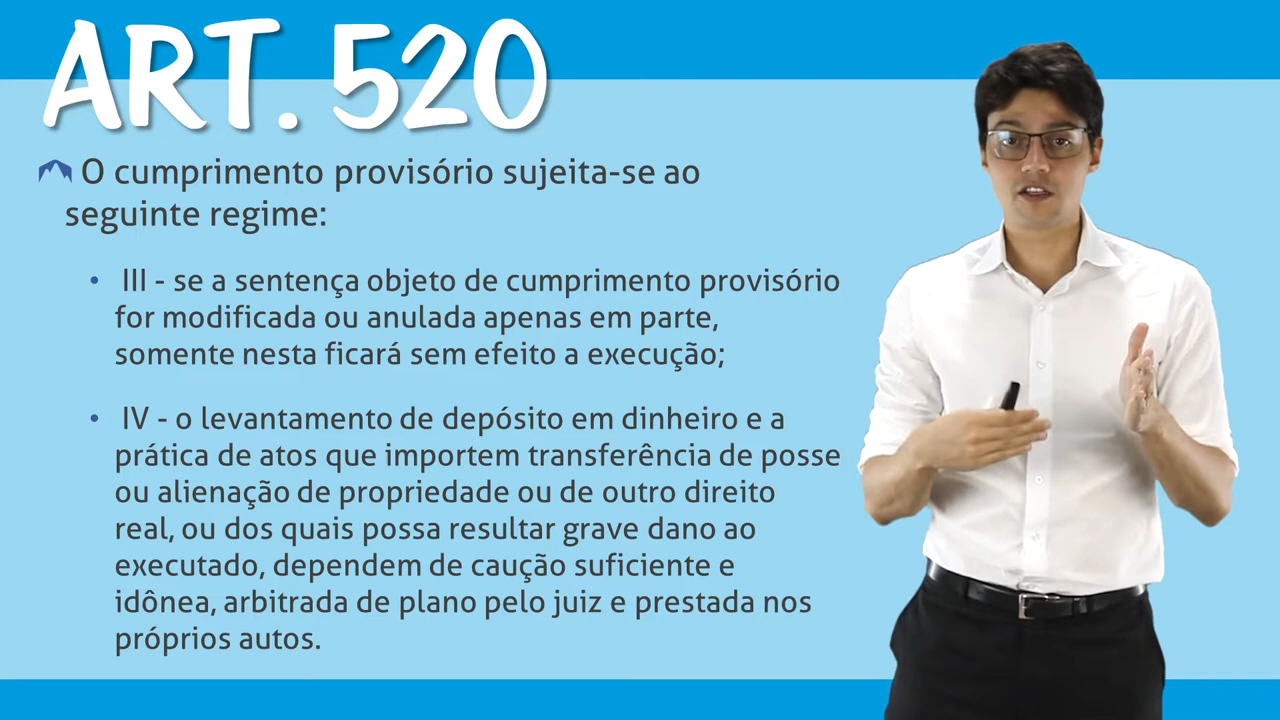 ART. 520
O cumprimento provisório sujeita-se ao
seguinte regime:
• III - se a sentença objeto de cumprimento provisório
for modificada ou anulada apenas em parte,
somente nesta ficará sem efeito a execução;
• IV - o levantamento de depósito em dinheiro e a
prática de atos que importem transferência de posse
ou alienação de propriedade ou de outro direito
real, ou dos quais possa resultar grave dano ao
executado, dependem de caução suficiente e
idônea, arbitrada de plano pelo juiz e prestada nos
próprios autos.